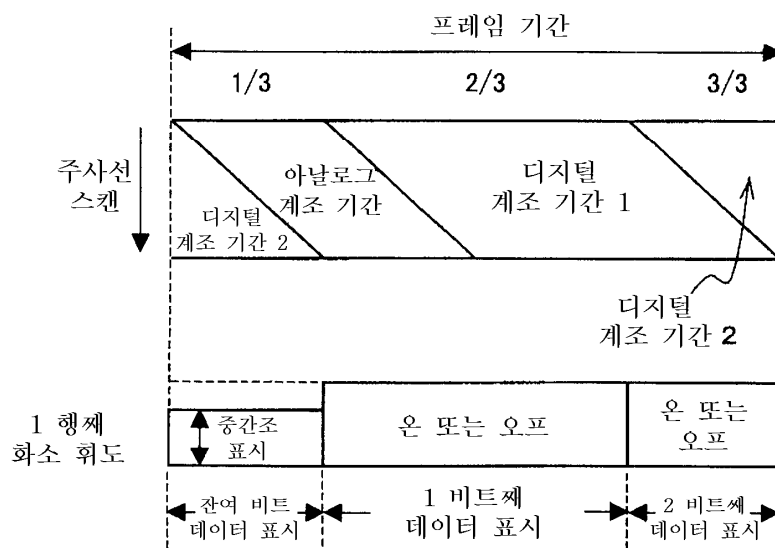 프레임 기간
1/3
2/3
3/3
주사선
스캔
디지털
계조 기간 2
아날로그
계조 기간
디지털
계조 기간 1
디지털
계조 기간 2
1 행째
화소 휘도
중간조
표시
온 또는 오프
온 또는
오프
잔여 비트
데이터 표시
1 비트째
데이터 표시
2 비트째
데이터 표시